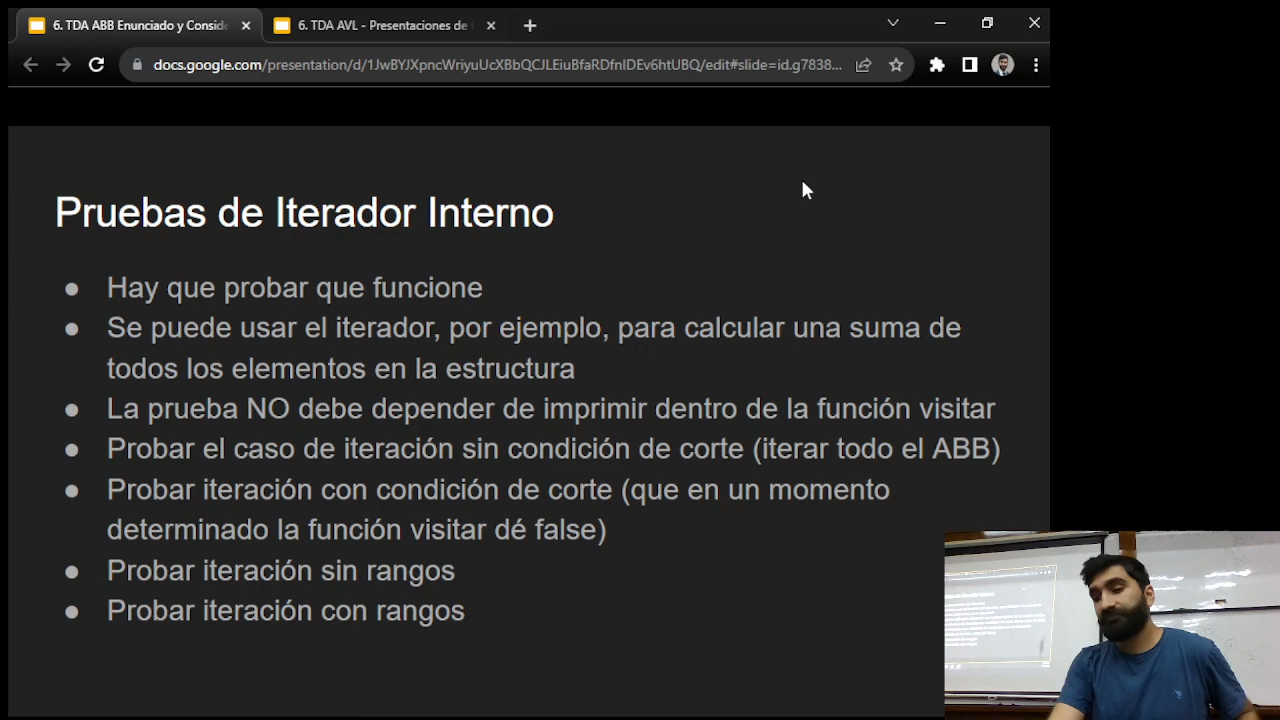 6. TDA ABB Enunciado y Conside
6. TDA AVL - Presentaciones de
docs.google.com/presentation/d/1JwBYJXpncWriyuUcXBbQCJLEiuBfaRDfnIDEv6htUBQ/edit#slide=id.g7838...
Pruebas de Iterador Interno
● Hay que probar que funcione
● Se puede usar el iterador, por ejemplo, para calcular una suma de
todos los elementos en la estructura
● La prueba NO debe depender de imprimir dentro de la función visitar
● Probar el caso de iteración sin condición de corte (iterar todo el ABB)
● Probar iteración con condición de corte (que en un momento
determinado la función visitar dé false)
● Probar iteración sin rangos
● Probar iteración con rangos